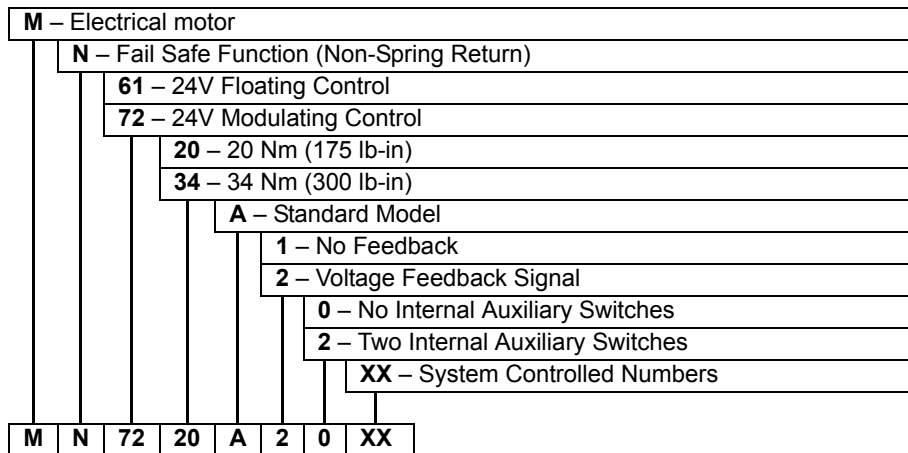 M – Electrical motor
N – Fail Safe Function (Non-Spring Return)
61 – 24V Floating Control
72 – 24V Modulating Control
20 – 20 Nm (175 lb-in)
34 – 34 Nm (300 lb-in)
A – Standard Model
1 – No Feedback
2 – Voltage Feedback Signal
0 – No Internal Auxiliary Switches
2 – Two Internal Auxiliary Switches
XX – System Controlled Numbers
M N 72 20 A 2 0 XX